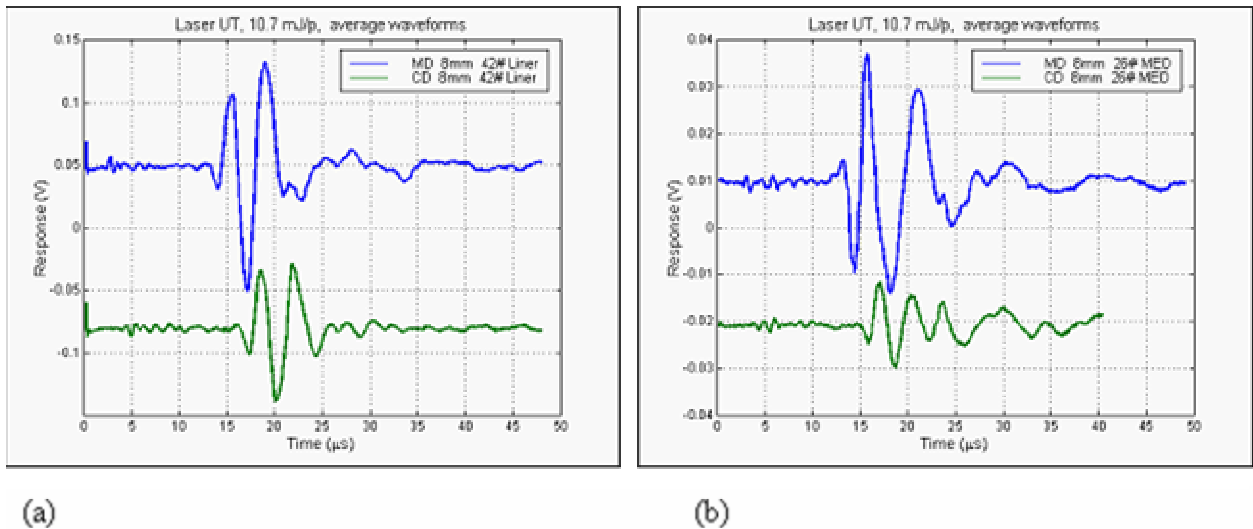 Laser UT, 10.7 mJ/p, average waveforms
MD 8mm 42# Liner
CD 8mm 42# Liner
0.15
0.1
0.05
0
-0.05
-0.1
Response (V)
0 5 10 15 20 25 30 35 40 45 50
Time (µs)
(a)
Laser UT, 10.7 mJ/p, average waveforms
MD 8mm 26# MED
CD 8mm 26# MED
0.04
0.03
0.02
0.01
0
-0.01
-0.02
-0.03
-0.04
Response (V)
0 5 10 15 20 25 30 35 40 45 50
Time (µs)
(b)